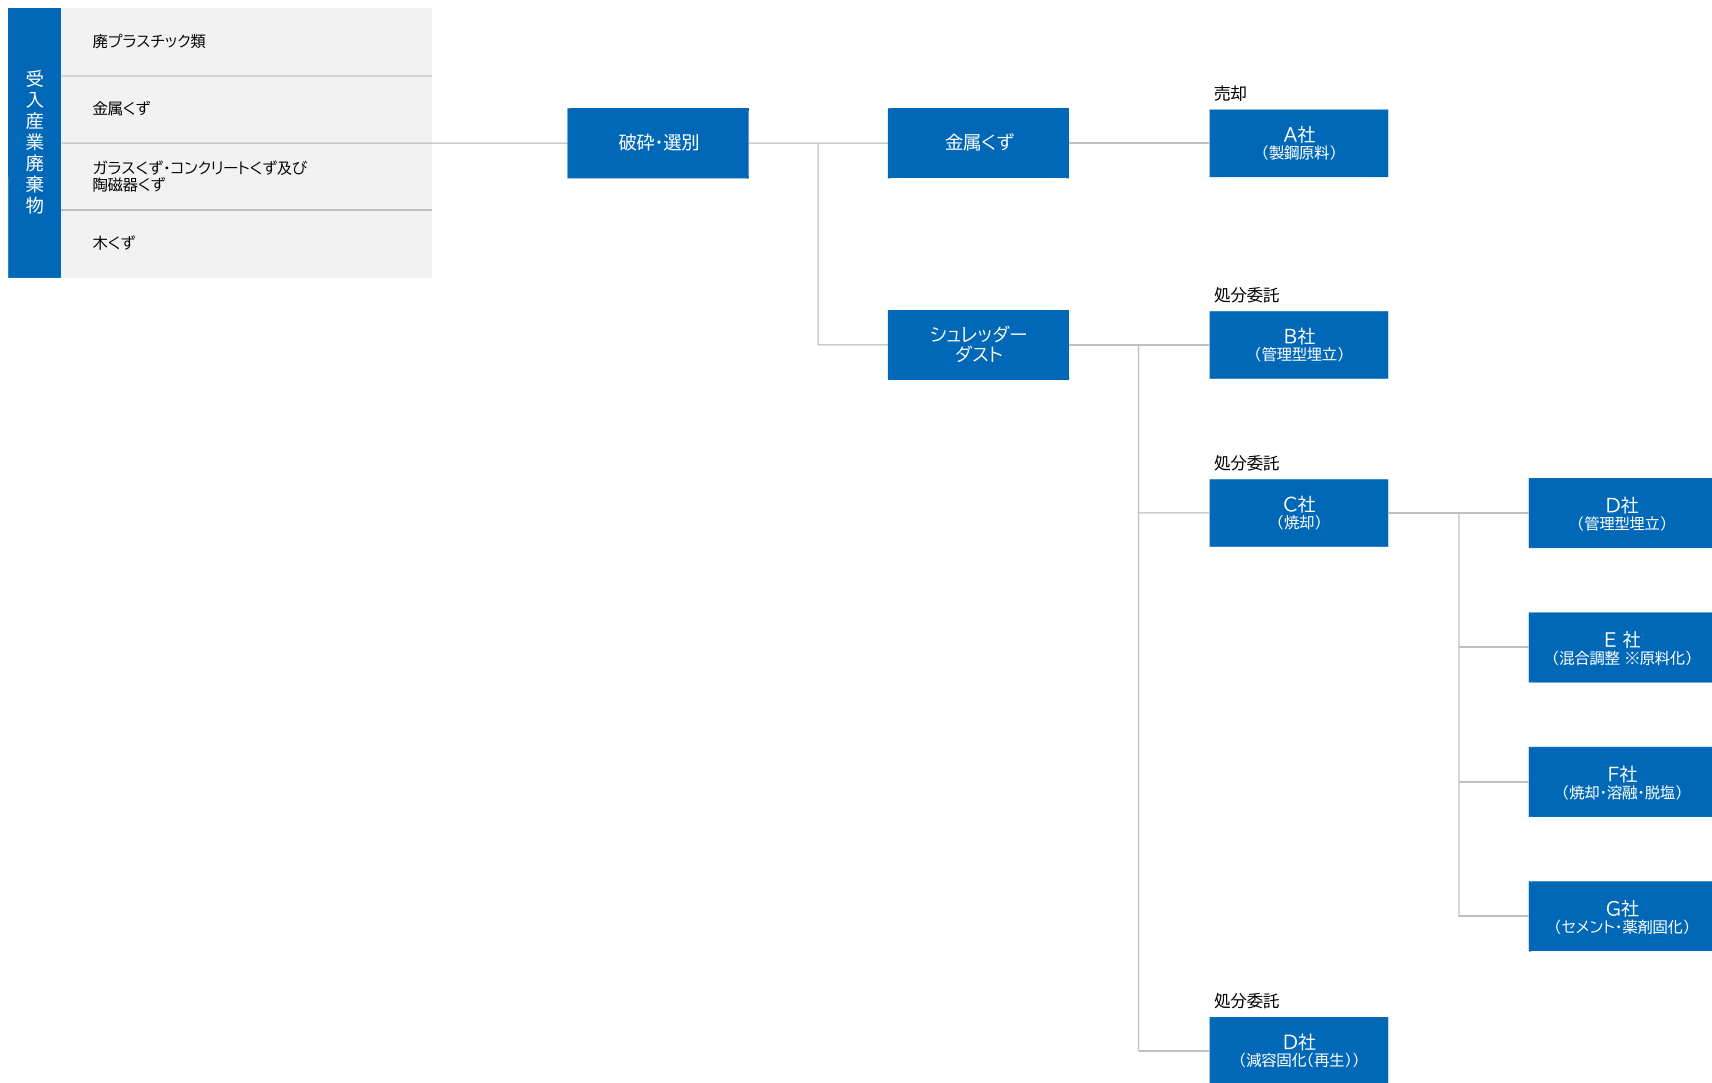 受入産業廃棄物
廃プラスチック類
金属くず
ガラスくず・コンクリートくず及び
陶磁器くず
木くず
破砕・選別
金属くず
売却
A社
（製鋼原料）
シュレッダー
ダスト
処分委託
B社
（管理型埋立）
処分委託
C社
（焼却）
D社
（管理型埋立）
E 社
（混合調整 ※原料化）
F社
（焼却・溶融・脱塩）
G社
（セメント・薬剤固化）
処分委託
D社
（減容固化（再生））